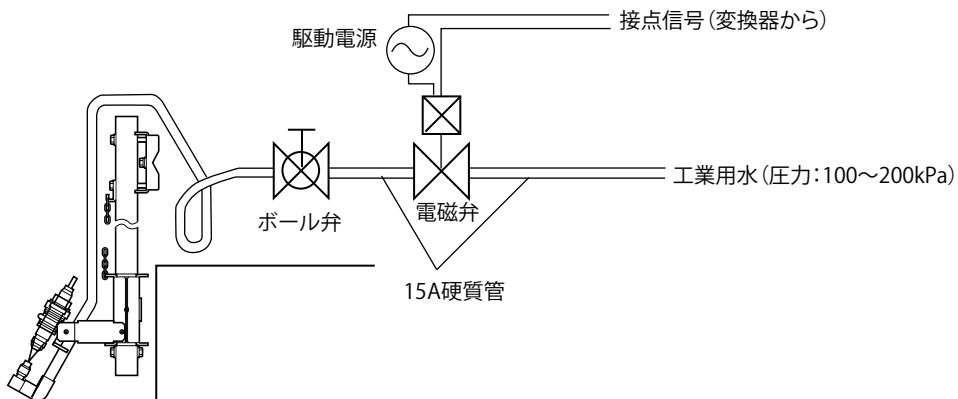 接点信号（変換器から）
駆動電源
工業用水（圧力：100～200kPa）
電磁弁
ボール弁
15A硬質管